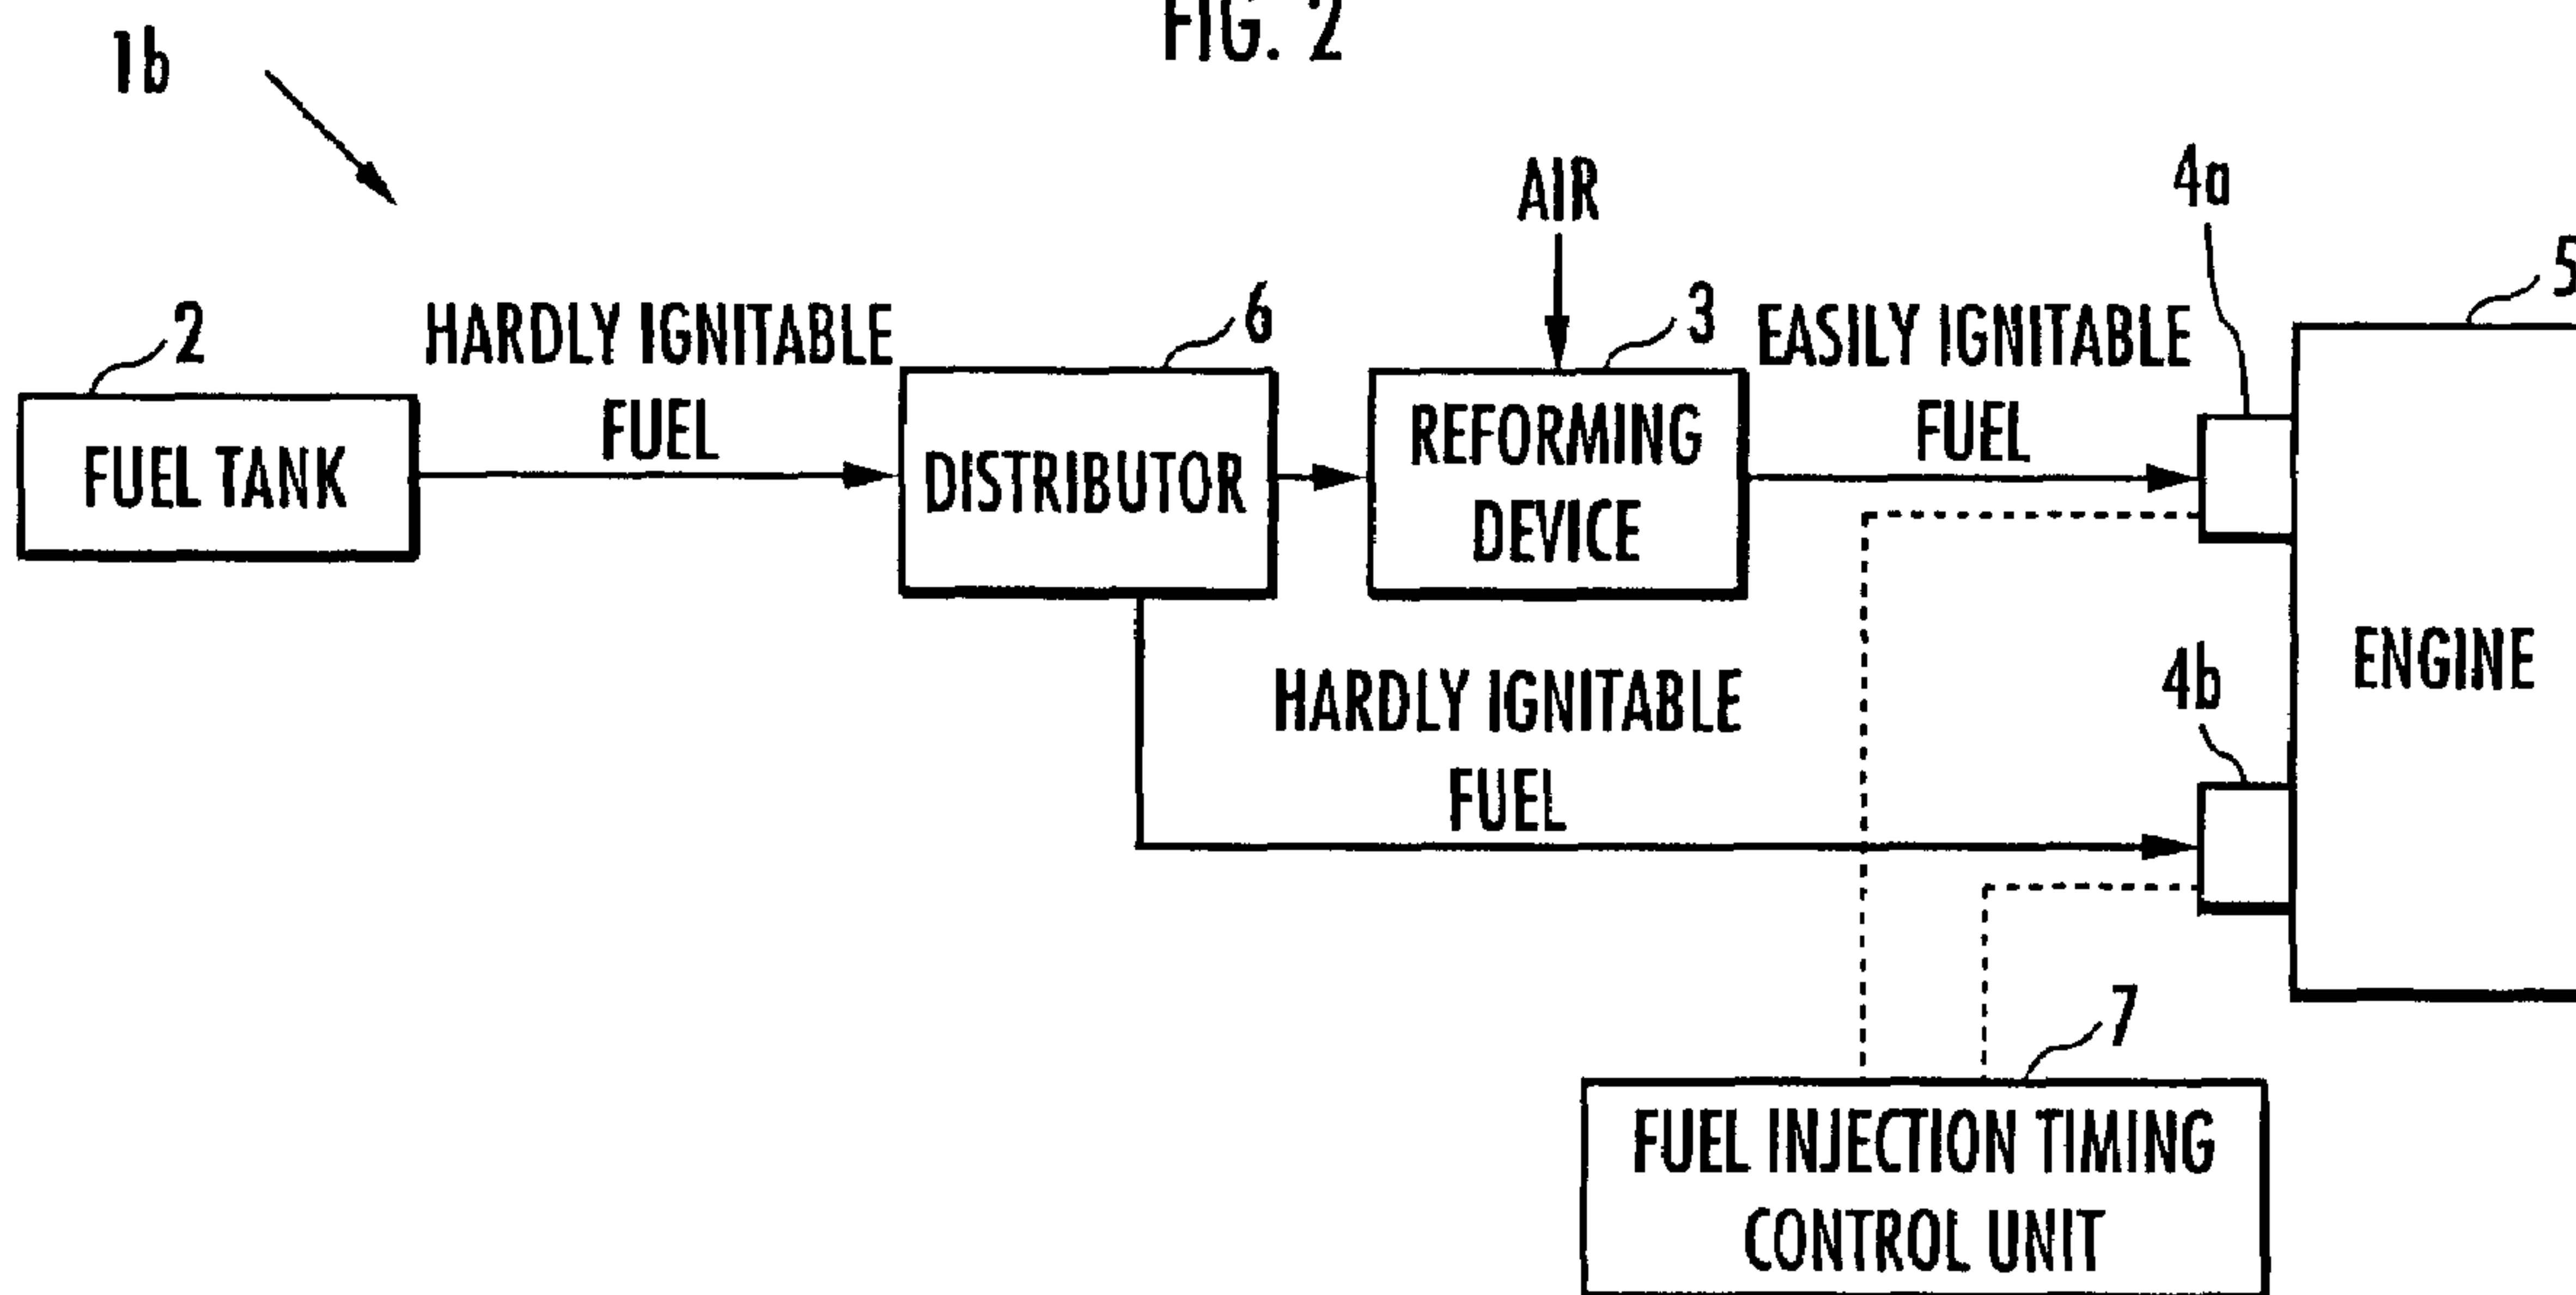 FIG. 2
1b
AIR
4a
5
2
HARDLY IGNITABLE
FUEL
6
3
EASILY IGNITABLE
FUEL
FUEL TANK
DISTRIBUTOR
REFORMING
DEVICE
HARDLY IGNITABLE
FUEL
4b
ENGINE
7
FUEL INJECTION TIMING
CONTROL UNIT